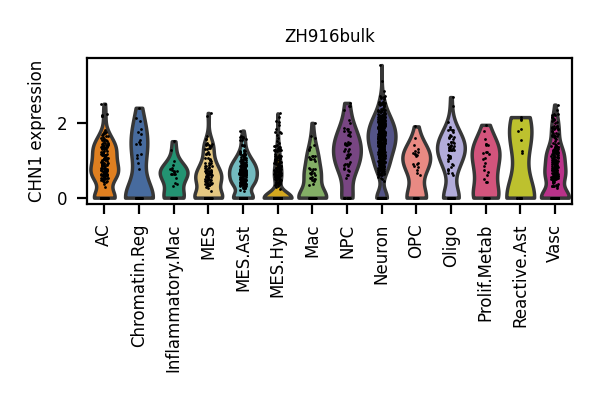 ZH916bulk
CHN1 expression
2
0
AC
Chromatin.Reg
Inflammatory.Mac
MES
MES.Ast
MES.Hyp
Mac
NPC
Neuron
OPC
Oligo
Prolif.Metab
Reactive.Ast
Vasc